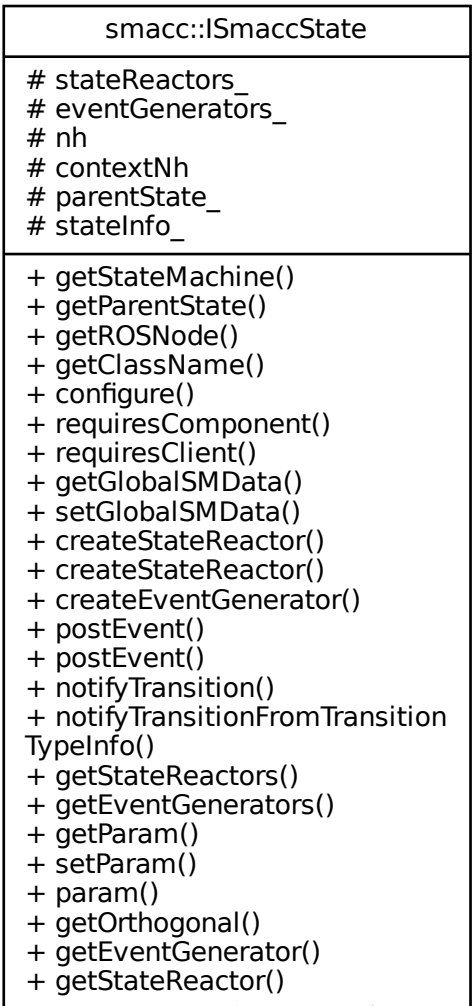 smacc::ISmaccState
# stateReactors_
# eventGenerators_
# nh
# contextNh
# parentState_
# stateInfo_
+ getStateMachine()
+ getParentState()
+ getROSNode()
+ getClassName()
+ configure()
+ requiresComponent()
+ requiresClient()
+ getGlobalSMData()
+ setGlobalSMData()
+ createStateReactor()
+ createStateReactor()
+ createEventGenerator()
+ postEvent()
+ postEvent()
+ notifyTransition()
+ notifyTransitionFromTransition
TypeInfo()
+ getStateReactors()
+ getEventGenerators()
+ getParam()
+ setParam()
+ param()
+ getOrthogonal()
+ getEventGenerator()
+ getStateReactor()